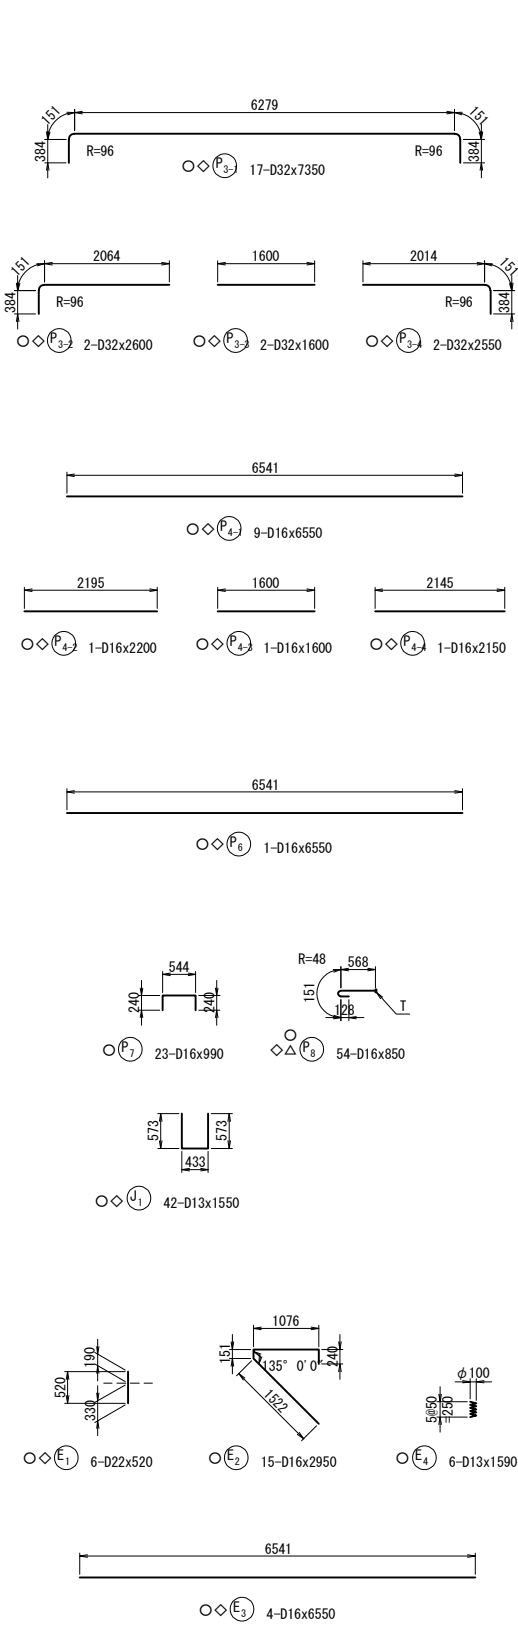 6279
151
151
384
R=96
R=96
384
○◇ P3-1 17-D32x7350
151
2064
1600
2014
151
384
R=96
R=96
384
○◇ P3-2 2-D32x2600
○◇ P3-3 2-D32x1600
○◇ P3-4 2-D32x2550
6541
○◇ P4-1 9-D16x6550
2195
1600
2145
○◇ P4-2 1-D16x2200
○◇ P4-3 1-D16x1600
○◇ P4-4 1-D16x2150
6541
○◇ P6 1-D16x6550
544
240
240
○ P7 23-D16x990
R=48
568
151
128
T
○
◇△ P8 54-D16x850
573
573
433
○◇ J1 42-D13x1550
190
520
330
○◇ E1 6-D22x520
1076
151
240
135° 0' 0"
1522
○ E2 15-D16x2950
φ100
5@50
=250
○ E4 6-D13x1590
6541
○◇ E3 4-D16x6550